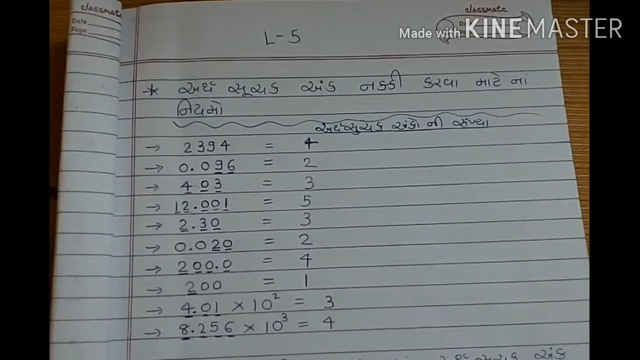 classmate
Date
Page
classmate
Date
Made with KINEMASTER
L-5
* અર્થ સૂચક અંક નક્કી કરવા માટે નાં
નિયમો
અર્થસુચક અંકો ની સંખ્યા
→ 2394 = 4
→ 0.096 = 2
→ 403 = 3
→ 12.001 = 5
→ 2.30 = 3
→ 0.020 = 2
→ 200.0 = 4
→ 200 = 1
→ 4.01 × 10² = 3
→ 8.256 × 10³ = 4